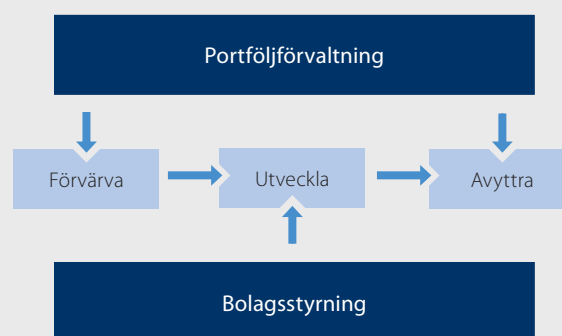 Portföljförvaltning
Förvärva
Utveckla
Avyttra
Bolagsstyrning